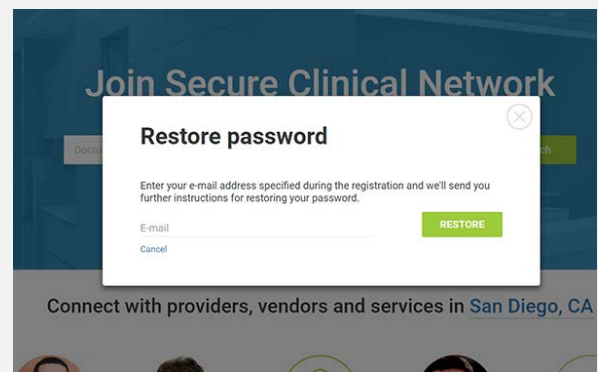 Join Secure Clinical Network
Restore password
Enter your e-mail address specified during the registration and we'll send you
further instructions for restoring your password.
E-mail
RESTORE
Cancel
Connect with providers, vendors and services in San Diego, CA